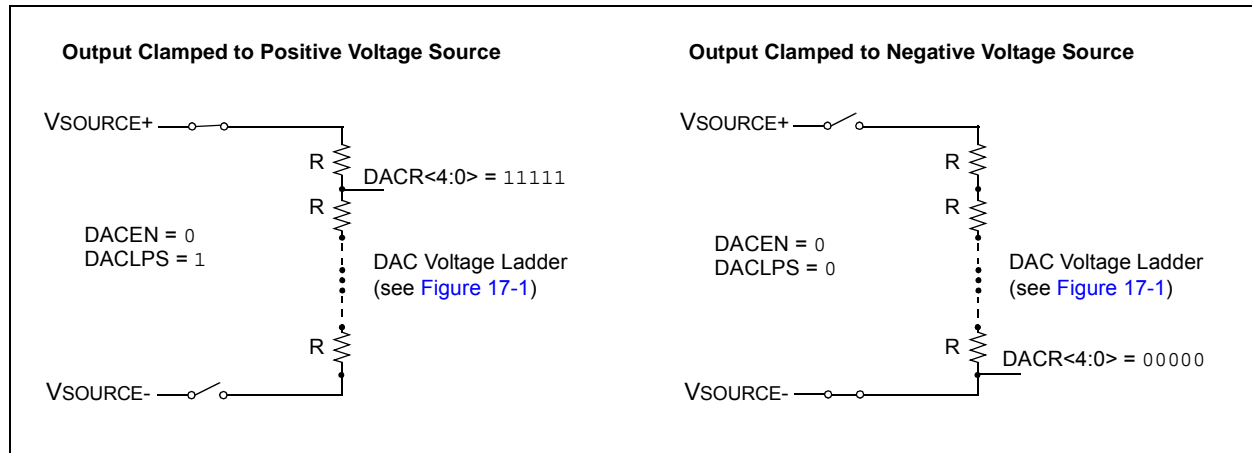 Output Clamped to Positive Voltage Source
VSOURCE+
R
DACR<4:0> = 11111
R
DACEN = 0
DACLPS = 1
DAC Voltage Ladder
(see Figure 17-1)
R
VSOURCE-
Output Clamped to Negative Voltage Source
VSOURCE+
R
R
DACEN = 0
DACLPS = 0
DAC Voltage Ladder
(see Figure 17-1)
R
DACR<4:0> = 00000
VSOURCE-